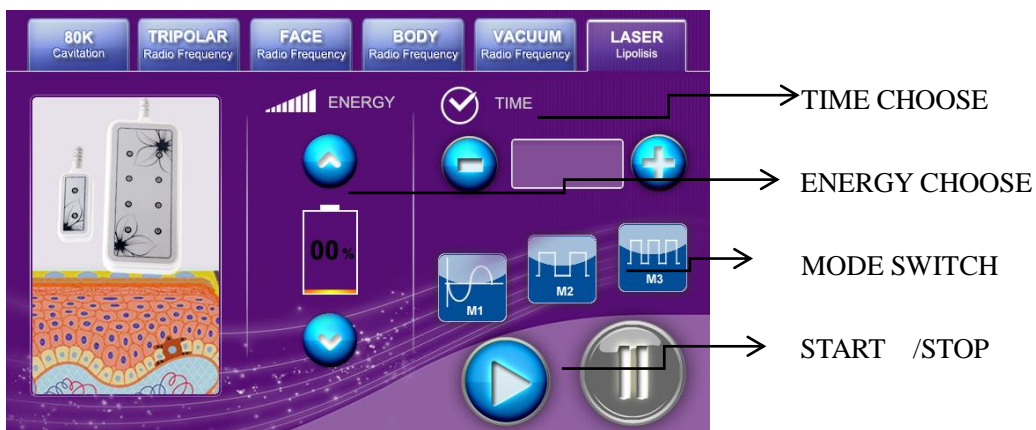 80K
Cavitation
TRIPOLAR
Radio Frequency
FACE
Radio Frequency
BODY
Radio Frequency
VACUUM
Radio Frequency
LASER
Lipolisis
ENERGY
TIME
TIME CHOOSE
ENERGY CHOOSE
00 %
M1
M2
M3
MODE SWITCH
START /STOP